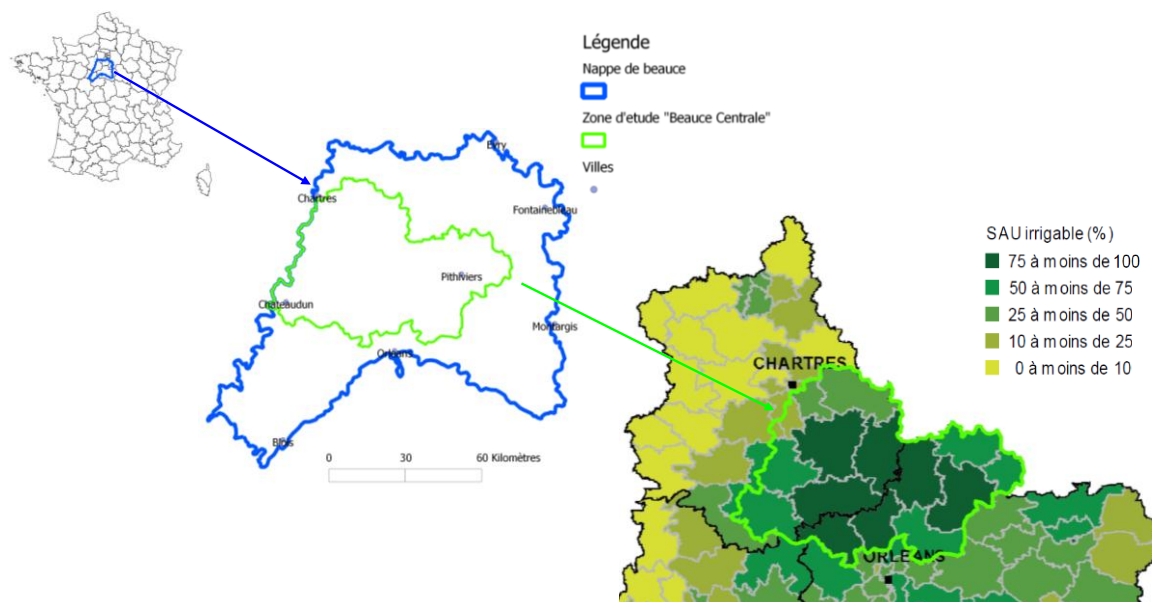 Légende
Nappe de beauce
Zone d'etude "Beauce Centrale"
Villes
Evry
Chartres
Fontainebleau
Pithiviers
Chateaudun
Montargis
Orléans
Blois
0 30 60 Kilomètres
SAU irrigable (%)
75 à moins de 100
50 à moins de 75
25 à moins de 50
10 à moins de 25
0 à moins de 10
CHARTRES
ORLEANS